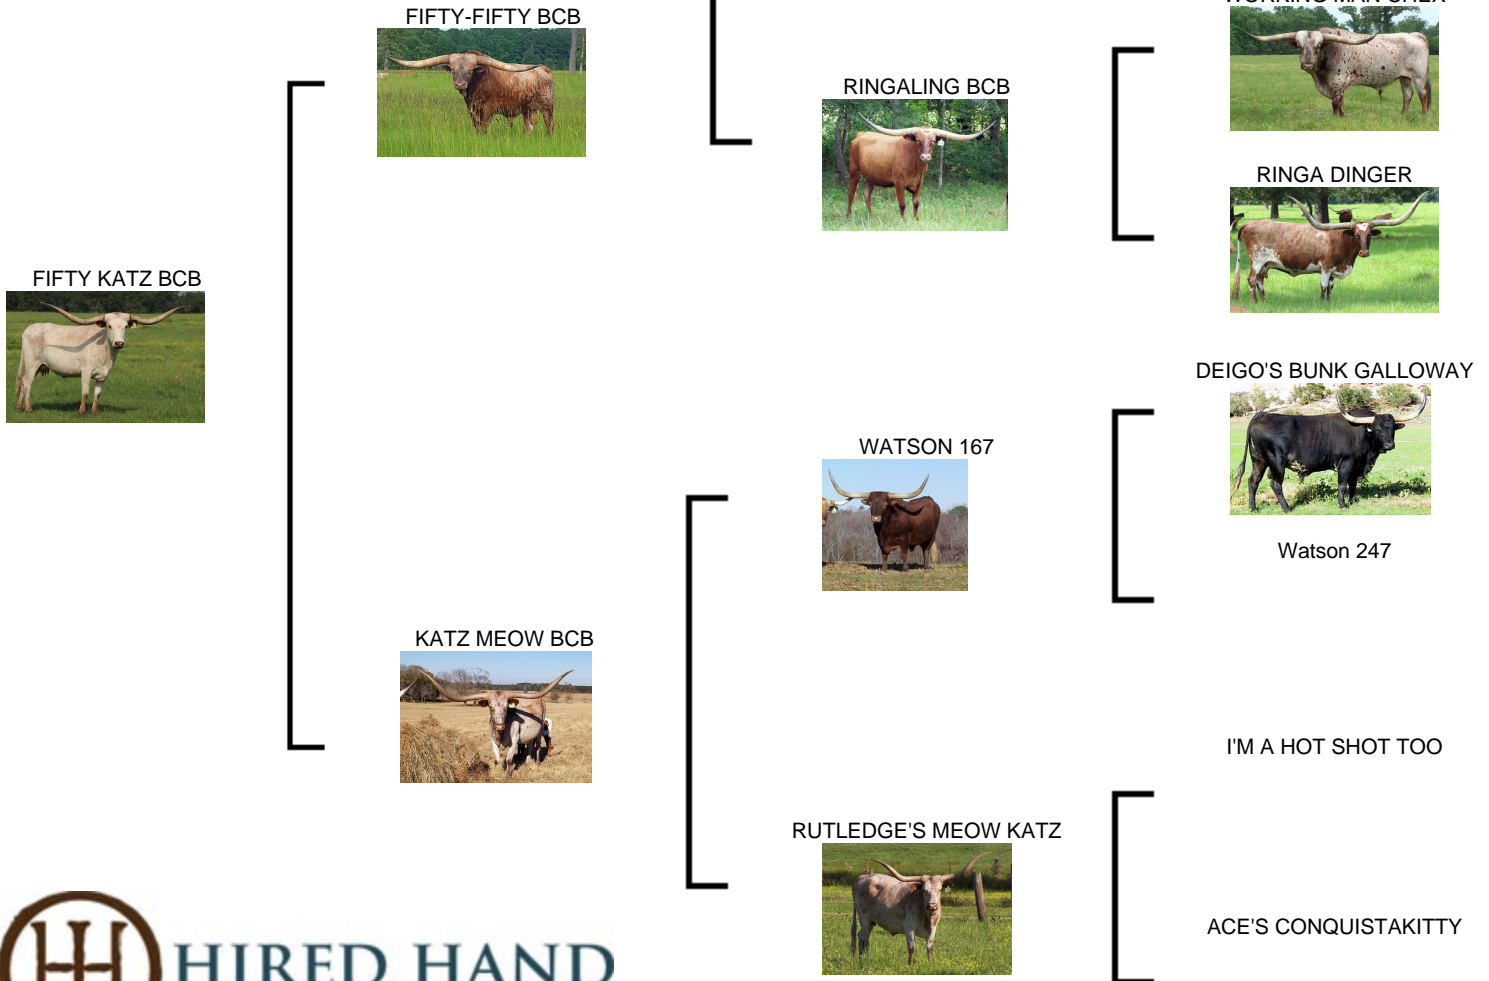 FIFTY-FIFTY BCB
RINGALING BCB
RINGA DINGER
FIFTY KATZ BCB
DEIGO'S BUNK GALLOWAY
WATSON 167
Watson 247
KATZ MEOW BCB
I'M A HOT SHOT TOO
RUTLEDGE'S MEOW KATZ
ACE'S CONQUISTAKITTY
HIRED HAND